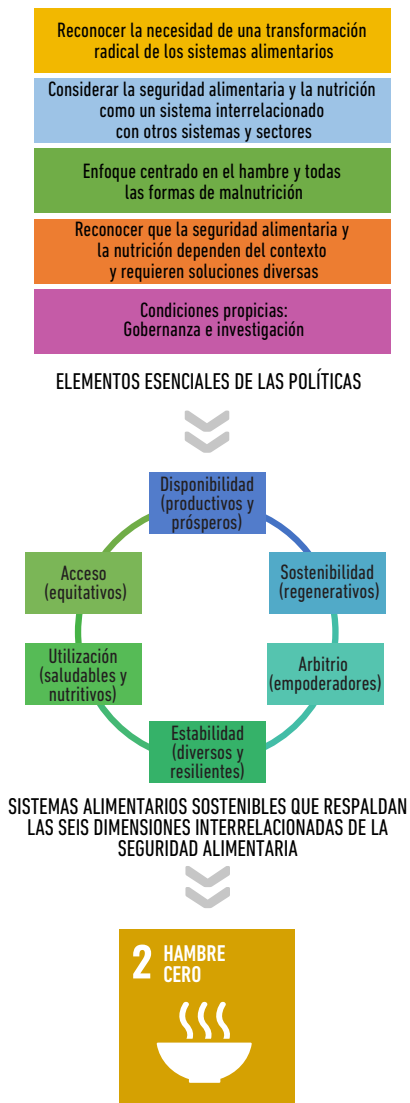 Reconocer la necesidad de una transformación
radical de los sistemas alimentarios
Considerar la seguridad alimentaria y la nutrición
como un sistema interrelacionado
con otros sistemas y sectores
Enfoque centrado en el hambre y todas
las formas de malnutrición
Reconocer que la seguridad alimentaria y
la nutrición dependen del contexto
y requieren soluciones diversas
Condiciones propicias:
Gobernanza e investigación
ELEMENTOS ESENCIALES DE LAS POLÍTICAS
Disponibilidad
(productivos y
prósperos)
Acceso
(equitativos)
Sostenibilidad
(regenerativos)
Utilización
(saludables y
nutritivos)
Arbitrio
(empoderadores)
Estabilidad
(diversos y
resilientes)
SISTEMAS ALIMENTARIOS SOSTENIBLES QUE RESPALDAN
LAS SEIS DIMENSIONES INTERRELACIONADAS DE LA
SEGURIDAD ALIMENTARIA
2 HAMBRE
CERO